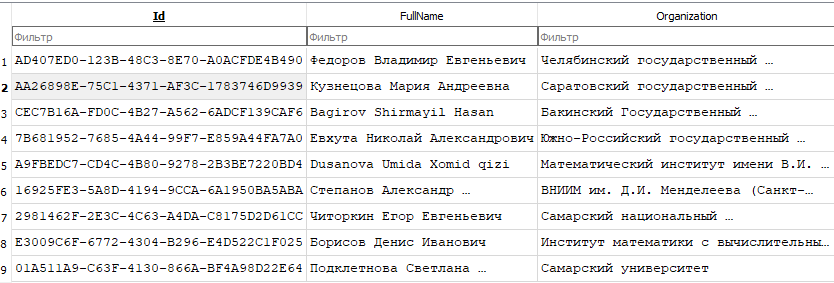 Id FullName Organization
Фильтр Фильтр Фильтр
1 AD407ED0-123B-48C3-8E70-A0ACFDE4B490 Федоров Владимир Евгеньевич Челябинский государственный …
2 AA26898E-75C1-4371-AF3C-1783746D9939 Кузнецова Мария Андреевна Саратовский государственный …
3 CEC7B16A-FD0C-4B27-A562-6ADCF139CAF6 Bagirov Shirmayil Hasan Бакинский Государственный …
4 7B681952-7685-4A44-99F7-E859A44FA7A0 Евхута Николай Александрович Южно-Российский государственный …
5 A9FBEDC7-CD4C-4B80-9278-2B3BE7220BD4 Dusanova Umida Xomid qizi Математический институт имени В.И. …
6 16925FE3-5A8D-4194-9CCA-6A1950BA5ABA Степанов Александр … ВНИИМ им. Д.И. Менделеева (Санкт-…
7 2981462F-2E3C-4C63-A4DA-C8175D2D61CC Читоркин Егор Евгеньевич Самарский национальный …
8 E3009C6F-6772-4304-B296-E4D522C1F025 Борисов Денис Иванович Институт математики с вычислительны…
9 01A511A9-C63F-4130-866A-BF4A98D22E64 Подклетнова Светлана … Самарский университет